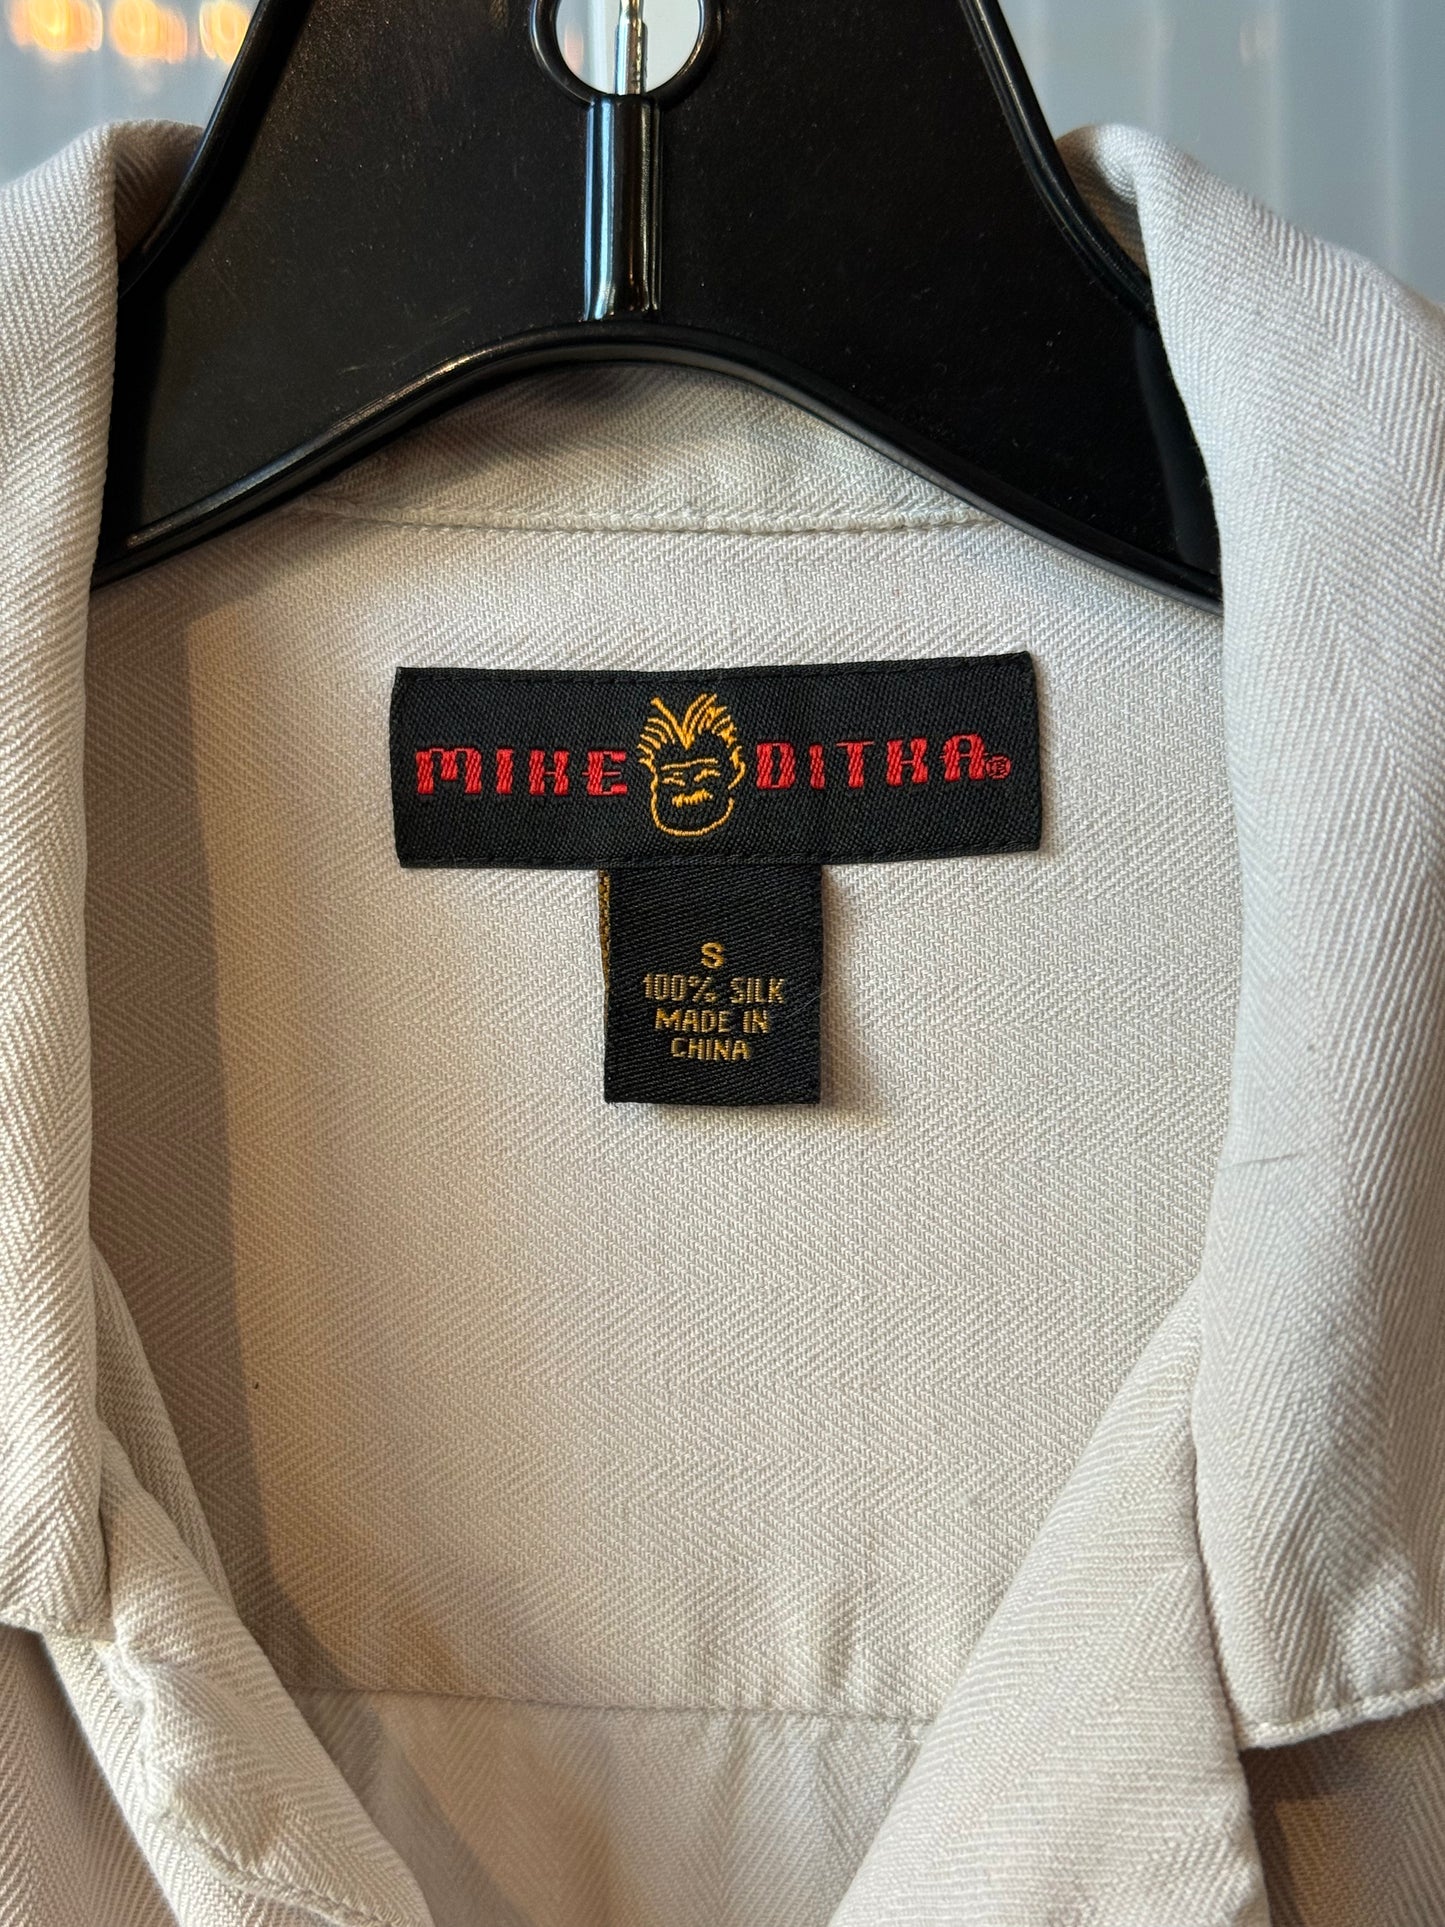 MIKE DITKA®
S
100% SILK
MADE IN
CHINA